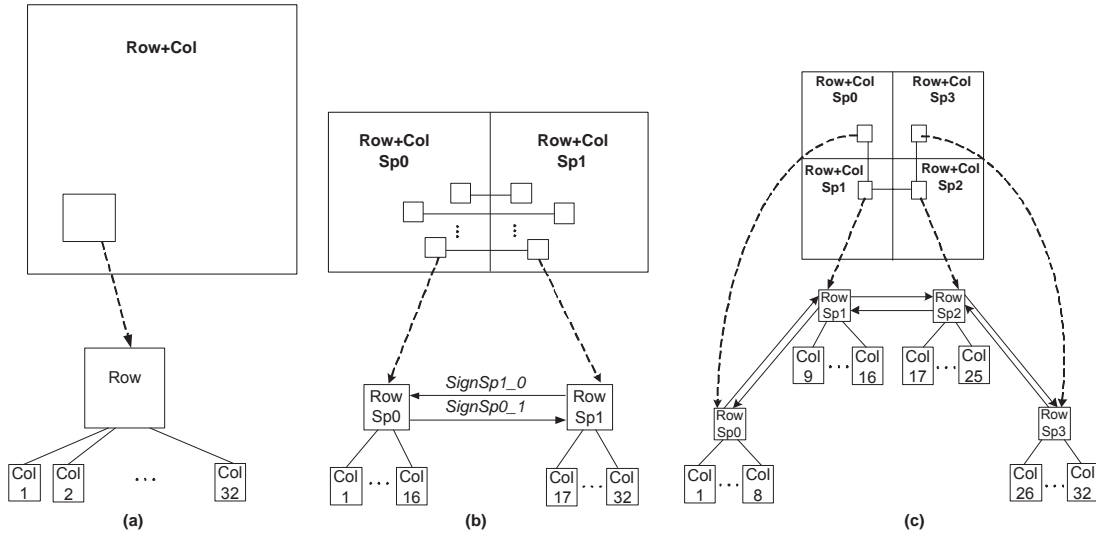 Row+Col
Row
Col
1
Col
2
...
Col
32
(a)
Row+Col
Sp0
Row+Col
Sp1
SignSp1_0
SignSp0_1
Row
Sp0
Row
Sp1
Col
1
...
Col
16
Col
17
...
Col
32
(b)
Row+Col
Sp0
Row+Col
Sp3
Row+Col
Sp1
Row+Col
Sp2
Row
Sp1
Row
Sp2
Col
9
...
Col
16
Col
17
...
Col
25
Row
Sp0
Row
Sp3
Col
1
...
Col
8
Col
26
...
Col
32
(c)